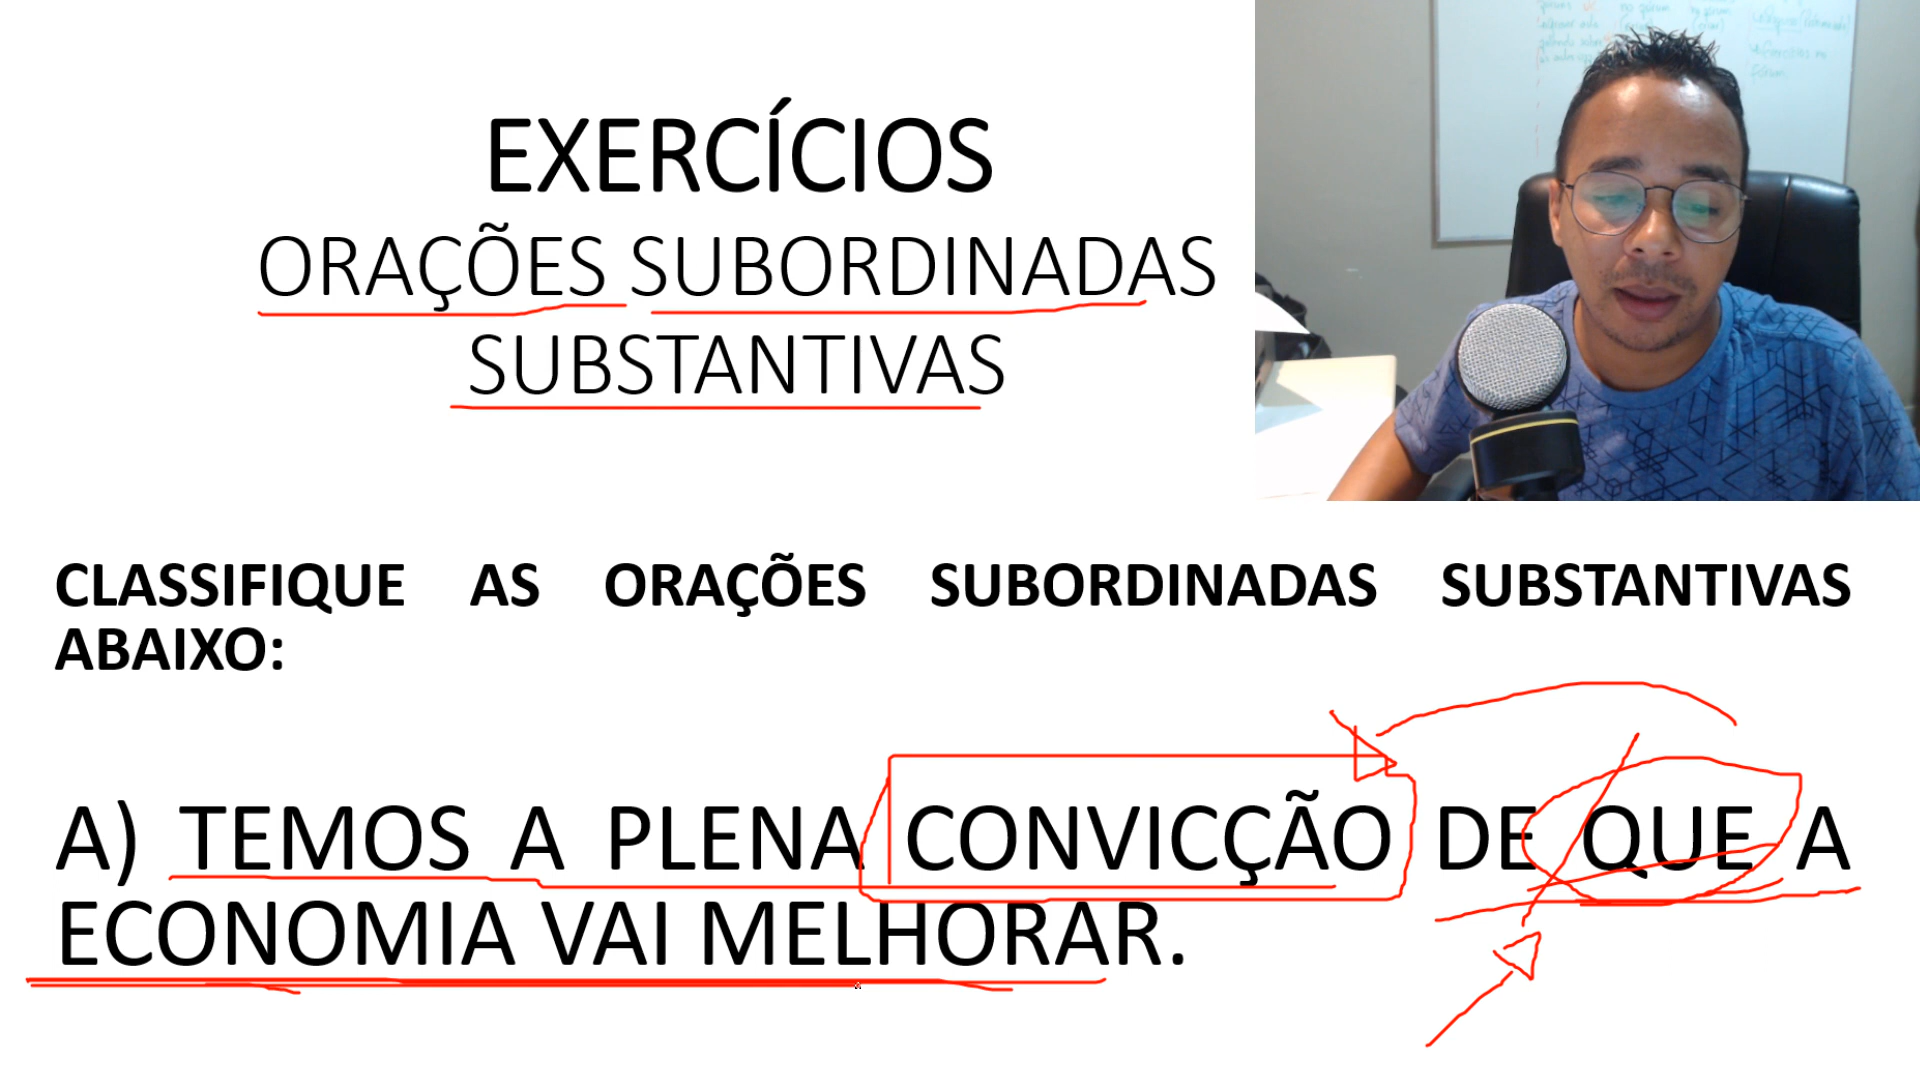 EXERCÍCIOS
ORAÇÕES SUBORDINADAS
SUBSTANTIVAS
CLASSIFIQUE AS ORAÇÕES SUBORDINADAS SUBSTANTIVAS
ABAIXO:
A) TEMOS A PLENA CONVICÇÃO DE QUE A
ECONOMIA VAI MELHORAR.